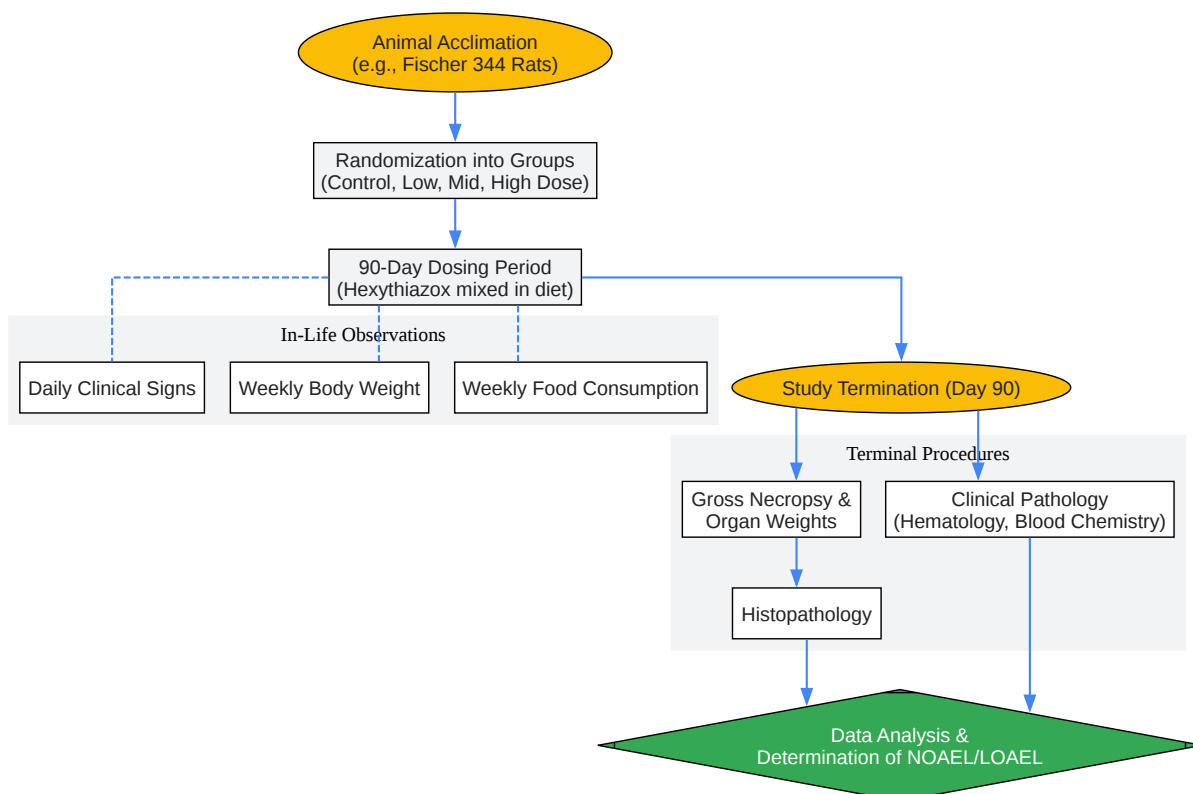 Animal Acclimation
(e.g., Fischer 344 Rats)
Randomization into Groups
(Control, Low, Mid, High Dose)
90-Day Dosing Period
(Hexythiazox mixed in diet)
In-Life Observations
Daily Clinical Signs
Weekly Body Weight
Weekly Food Consumption
Study Termination (Day 90)
Terminal Procedures
Gross Necropsy &
Organ Weights
Clinical Pathology
(Hematology, Blood Chemistry)
Histopathology
Data Analysis &
Determination of NOAEL/LOAEL